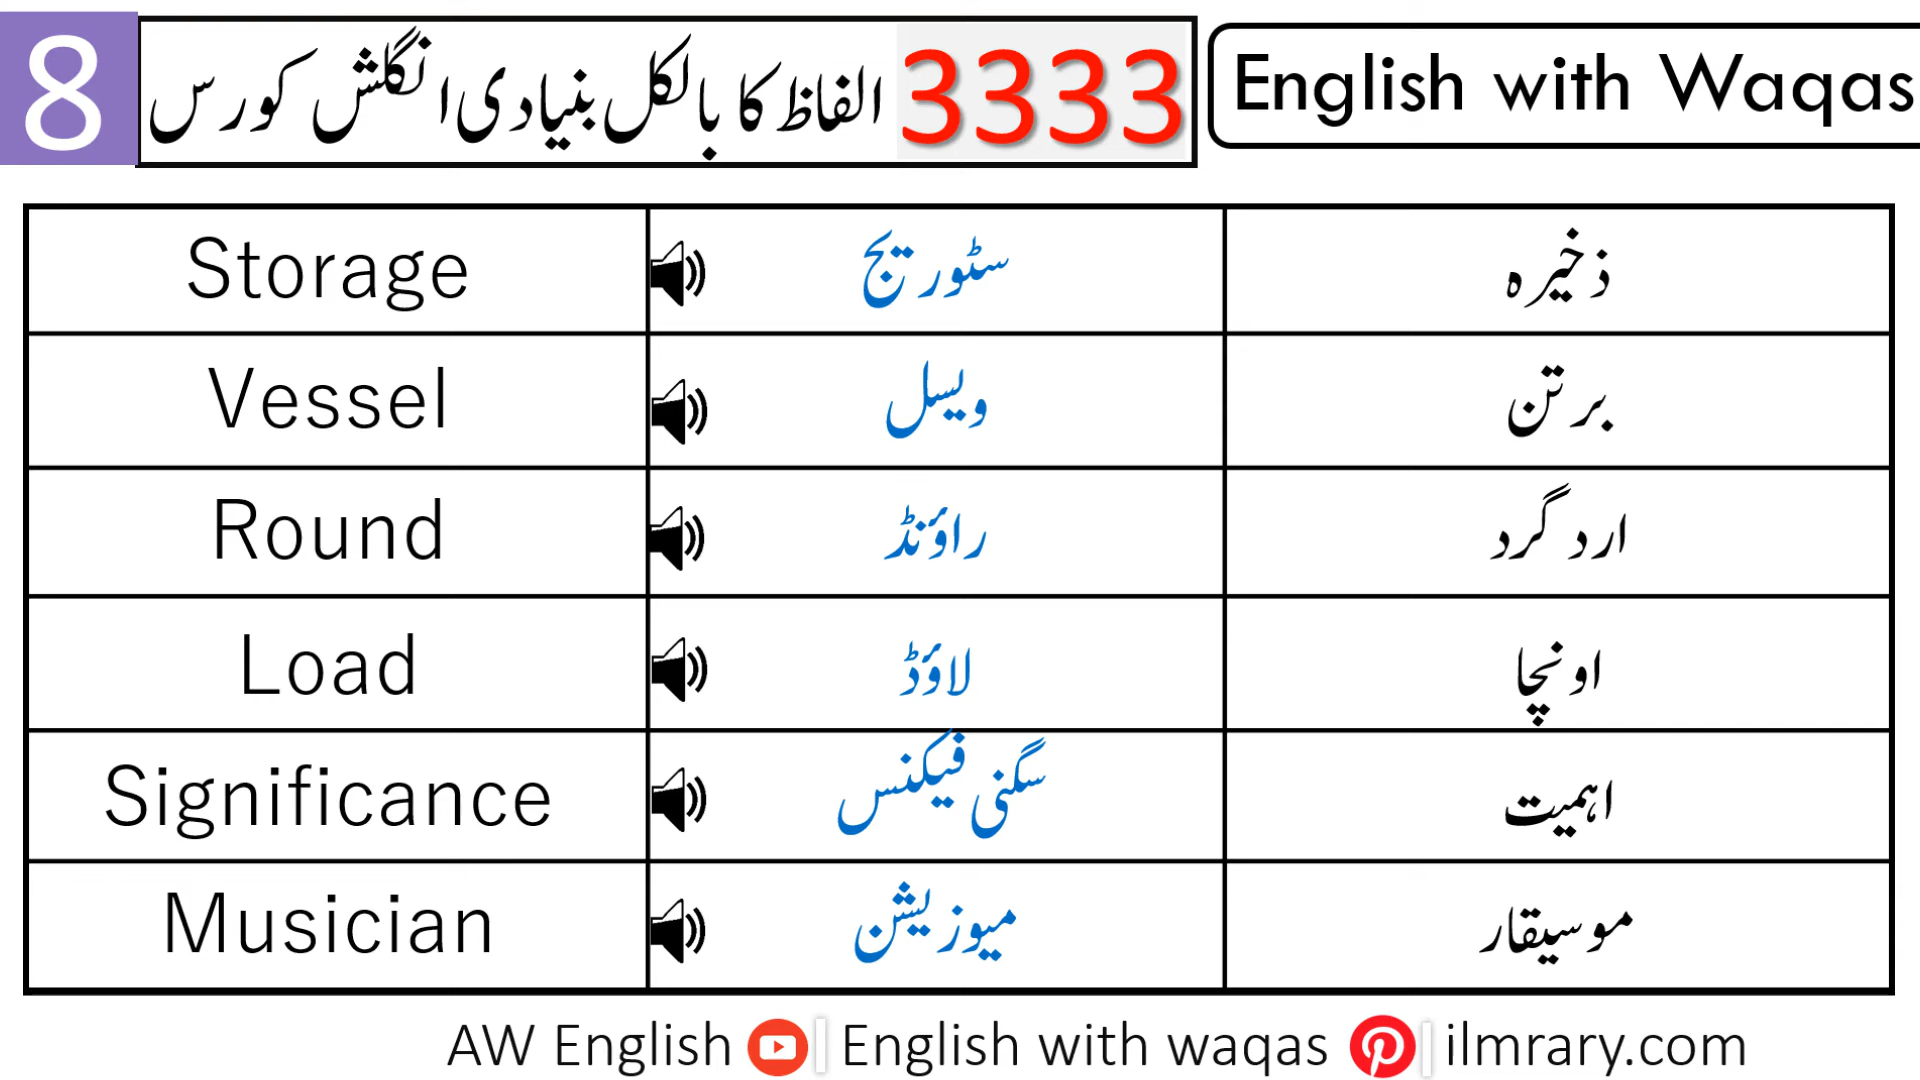 8 3333 الفاظ کا بالکل بنیادی انگلش کورس English with Waqas
Storage سٹوریج ذخیرہ
Vessel ویسل برتن
Round راؤنڈ ارد گرد
Load لاؤڈ اونچا
Significance سگنی فیکنس اہمیت
Musician میوزیشن موسیقار
AW English | English with waqas | ilmrary.com